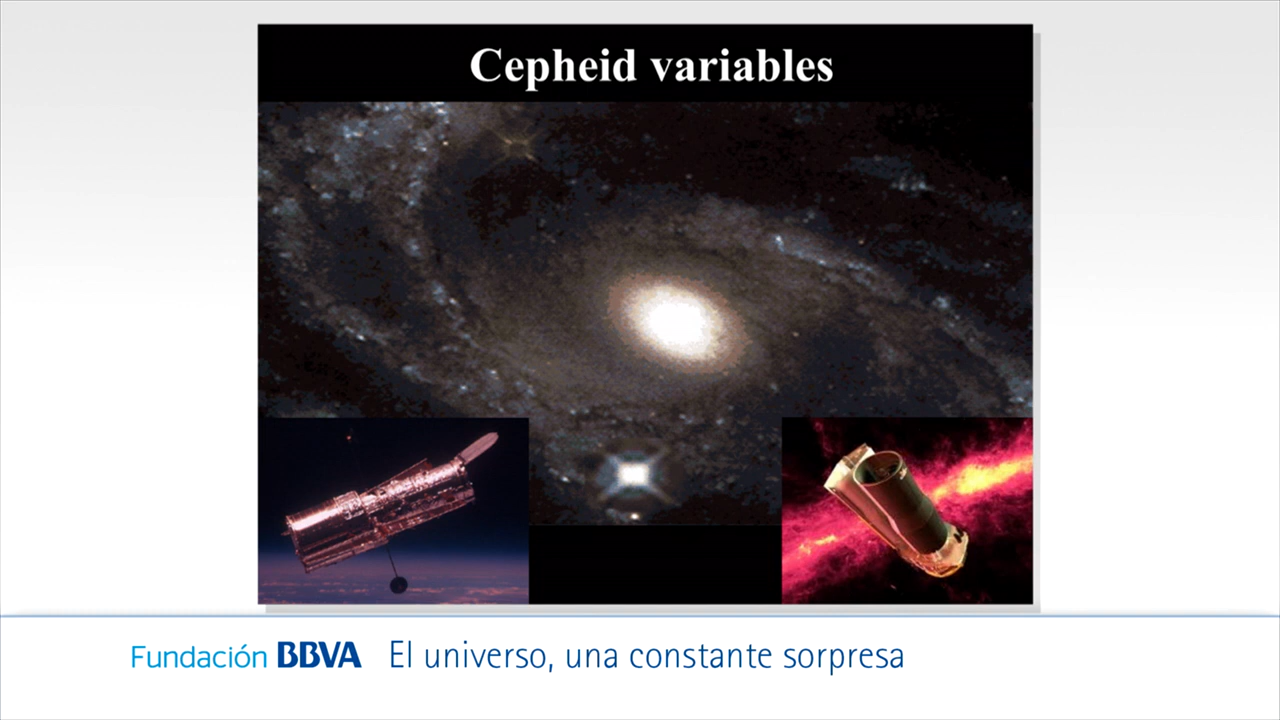 Cepheid variables
Fundación BBVA El universo, una constante sorpresa